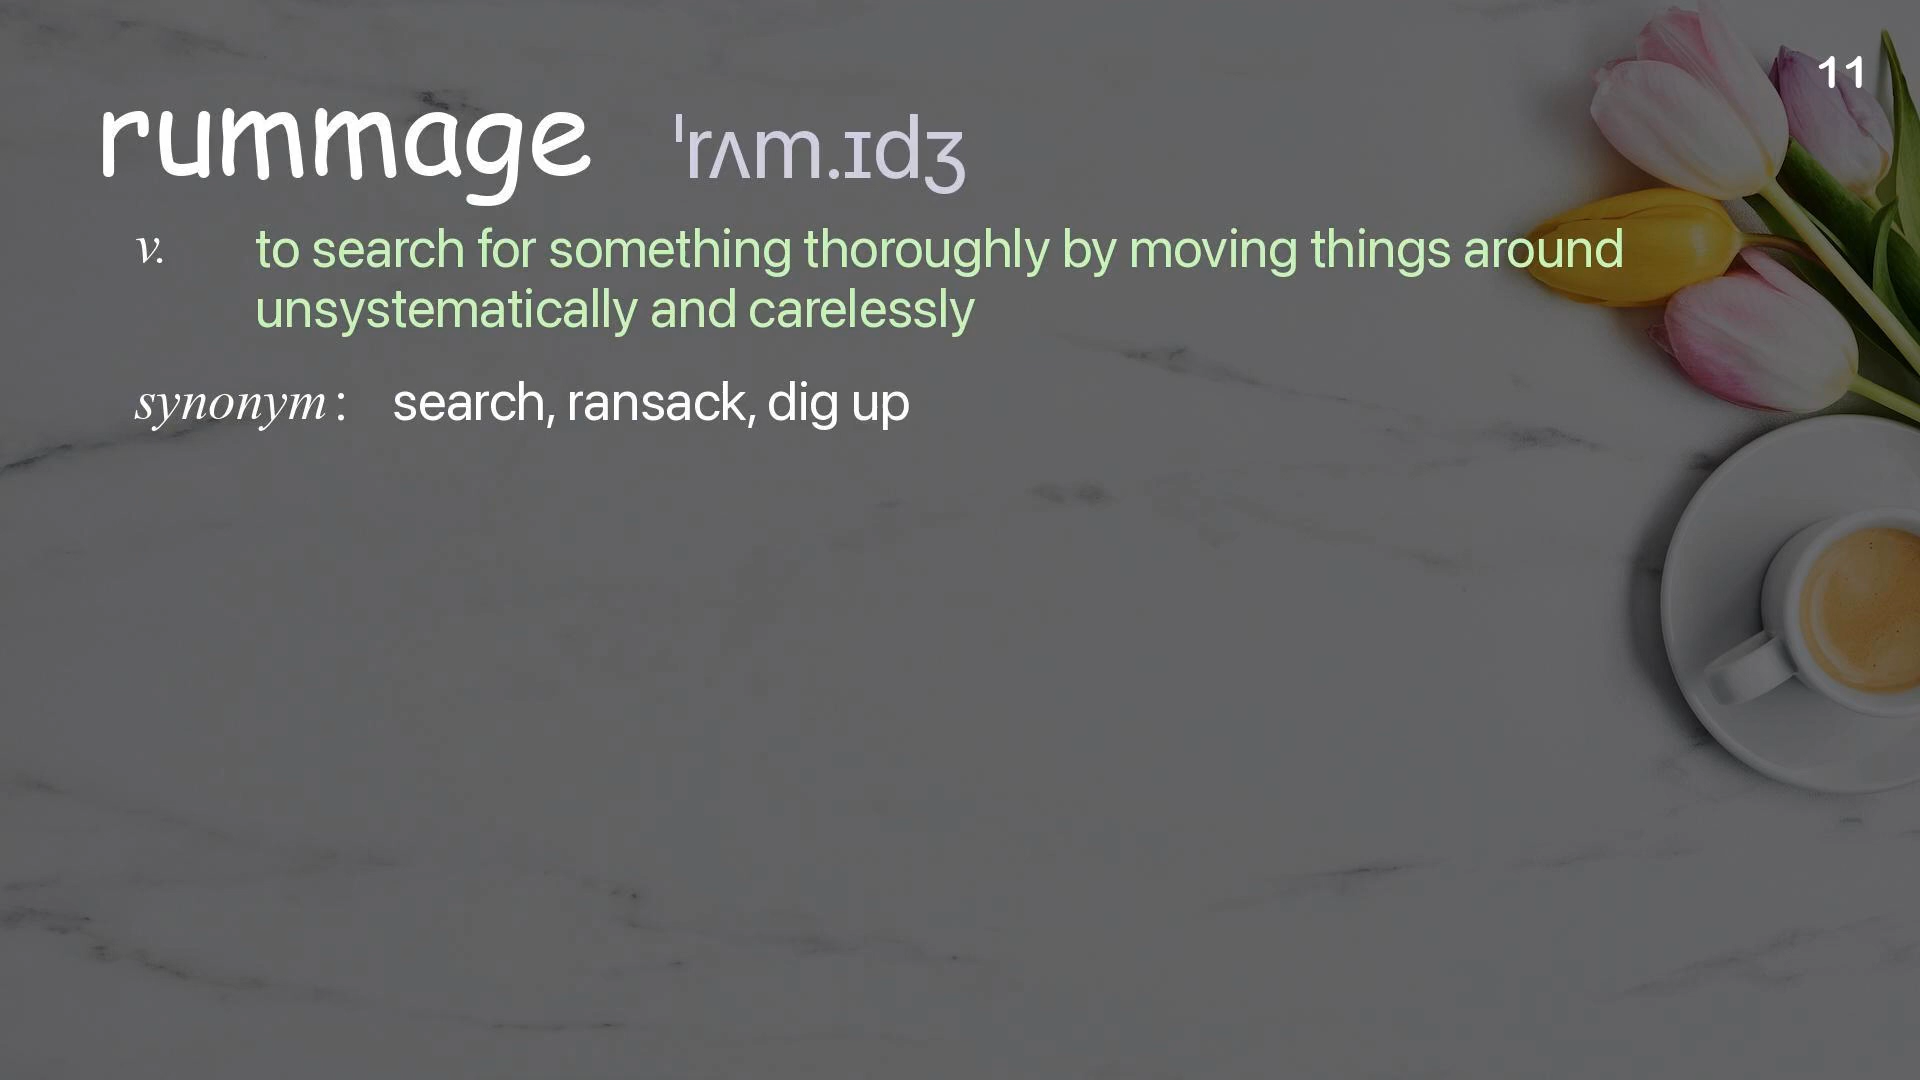 11
rummage ˈrʌm.ɪdʒ
v. to search for something thoroughly by moving things around
unsystematically and carelessly
synonym: search, ransack, dig up